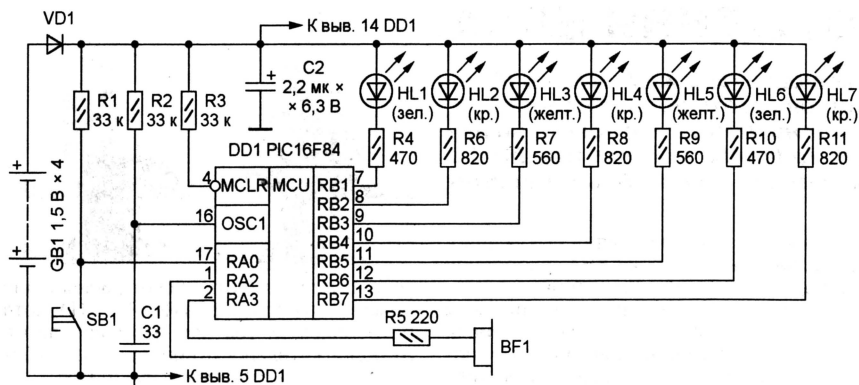 VD1
К выв. 14 DD1
R1
33 к
R2
33 к
R3
33 к
C2
2,2 мк ×
× 6,3 В
HL1
(зел.)
HL2
(кр.)
HL3
(желт.)
HL4
(кр.)
HL5
(желт.)
HL6
(зел.)
HL7
(кр.)
R4
470
R6
820
R7
560
R8
820
R9
560
R10
470
R11
820
GB1 1,5 В × 4
DD1 PIC16F84
4
MCLR
MCU
RB1
7
RB2
8
16
OSC1
RB3
9
RB4
10
17
RA0
RB5
11
1
RA2
RB6
12
2
RA3
RB7
13
SB1
C1
33
R5 220
BF1
К выв. 5 DD1